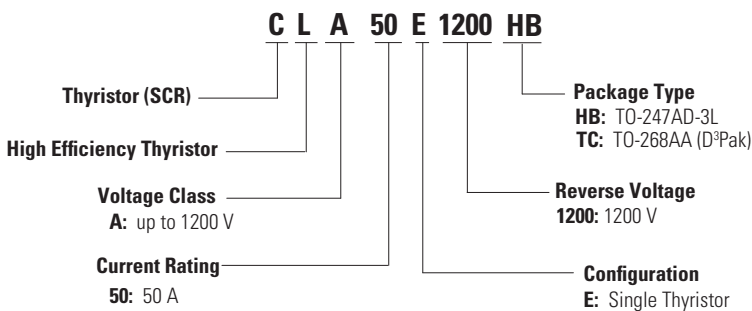 C L A 50 E 1200 HB
Thyristor (SCR)
High Efficiency Thyristor
Voltage Class
A: up to 1200 V
Current Rating
50: 50 A
Package Type
HB: TO-247AD-3L
TC: TO-268AA (D³Pak)
Reverse Voltage
1200: 1200 V
Configuration
E: Single Thyristor